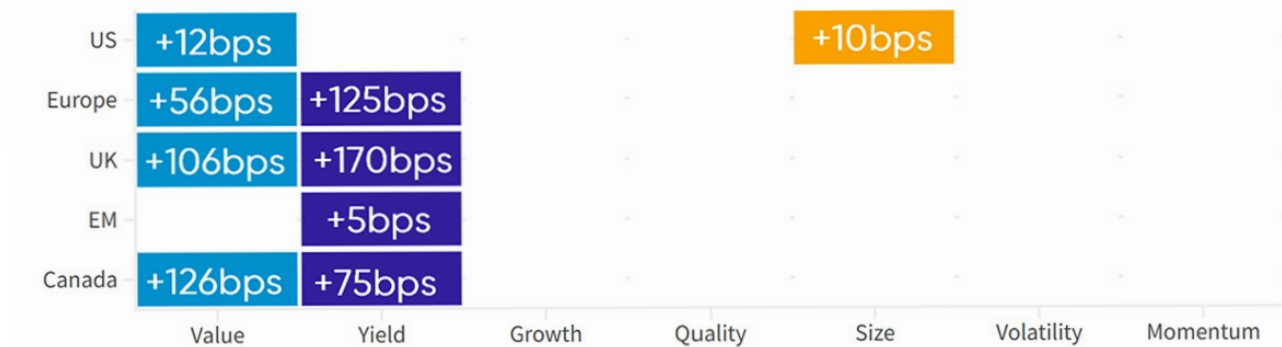 US +12bps +10bps
Europe +56bps +125bps
UK +106bps +170bps
EM +5bps
Canada +126bps +75bps
Value Yield Growth Quality Size Volatility Momentum